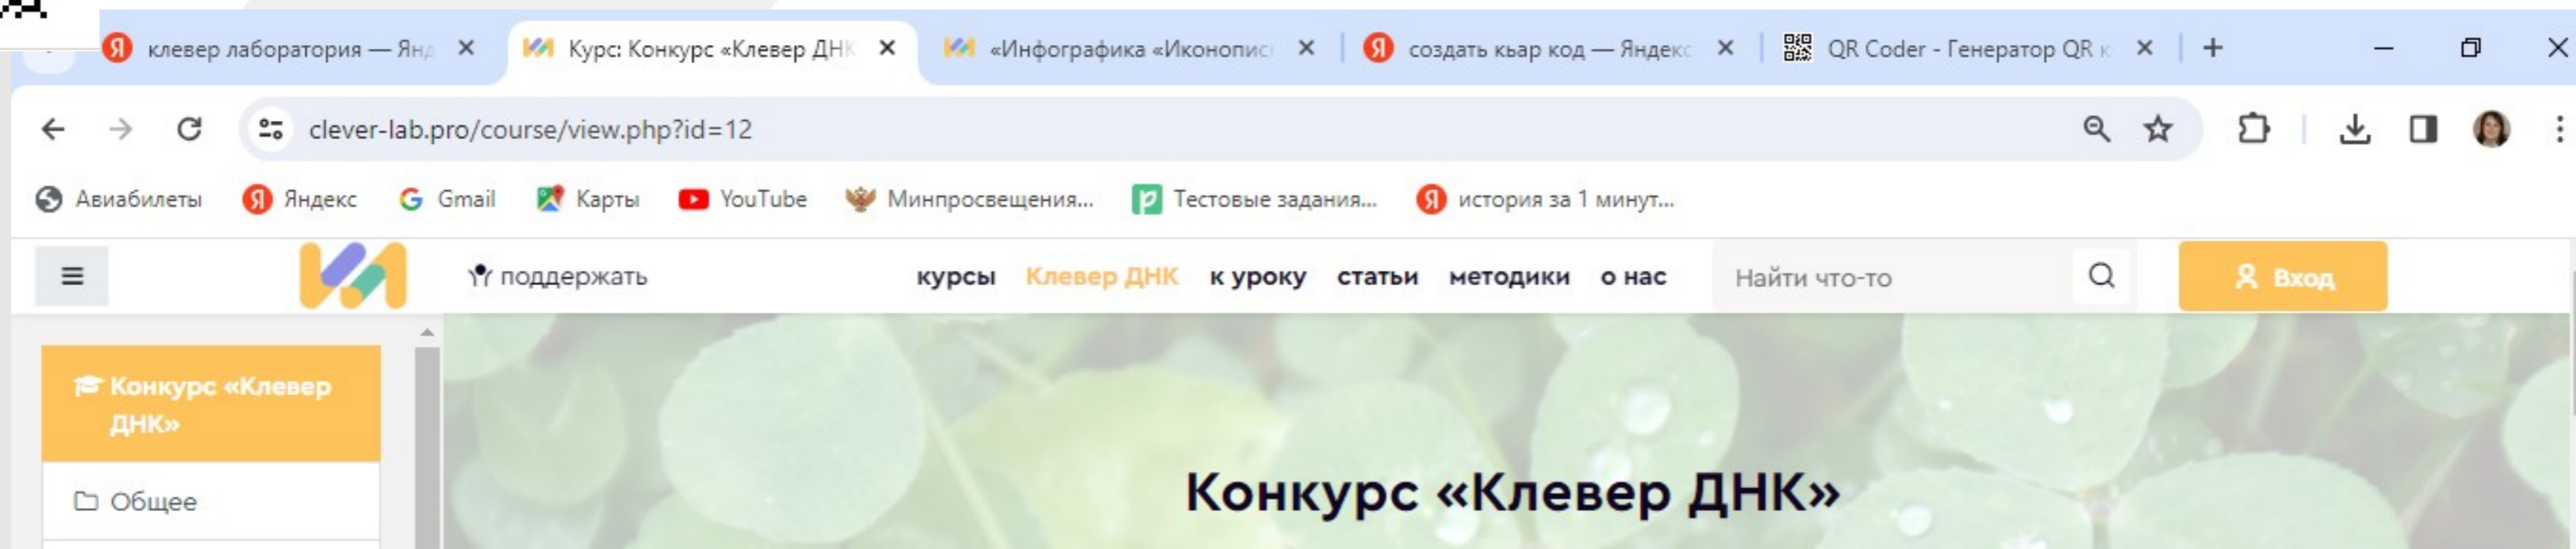 клевер лаборатория — Янд
Курс: Конкурс «Клевер ДНК
«Инфографика «Иконопис
создать кьар код — Яндекс
QR Coder - Генератор QR к
clever-lab.pro/course/view.php?id=12
Авиабилеты Яндекс Gmail Карты YouTube Минпросвещения... Тестовые задания... история за 1 минут...
поддержать курсы Клевер ДНК к уроку статьи методики о нас Найти что-то Вход
Конкурс «Клевер
ДНК»
Общее
Конкурс «Клевер ДНК»